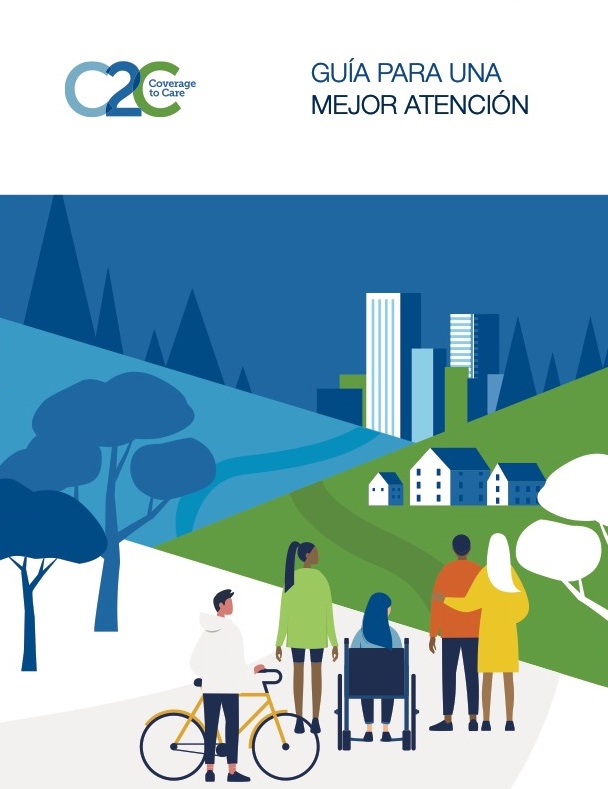 C2C
Coverage
to Care
GUÍA PARA UNA
MEJOR ATENCIÓN